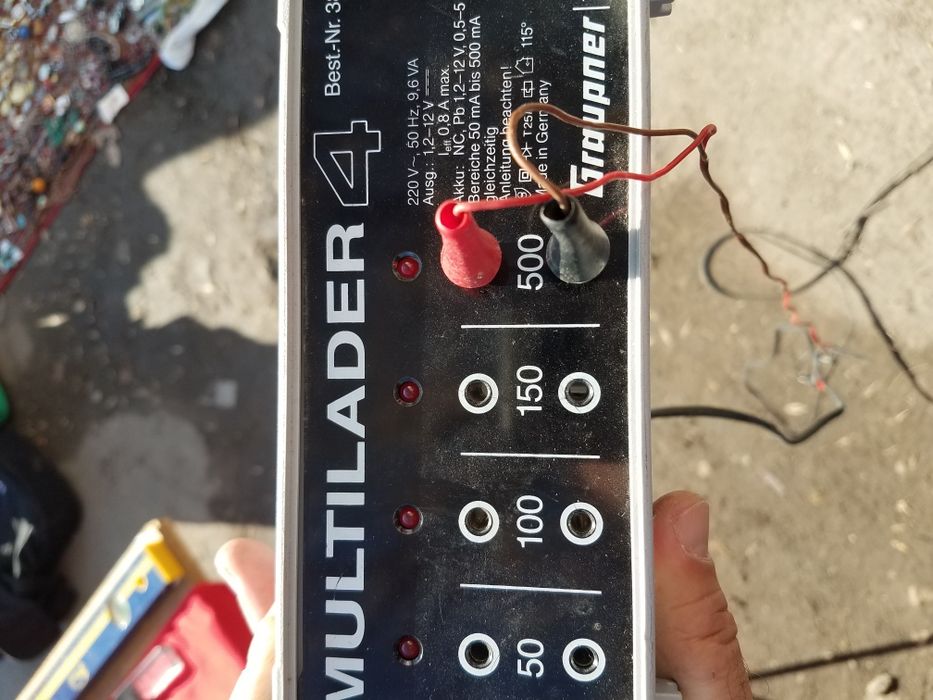 MULTILADER 4 Best.-Nr.
220 V~, 50 Hz, 9,6 VA
Ausg.: 1,2–12 V
Ieff 0,8 A max.
Akku: NC, Pb 1,2–12 V, 0,5–5
Bereiche 50 mA bis 500 mA
gleichzeitig
Anleitung beachten!
115°
Made in Germany
Graupner
50 100 150 500